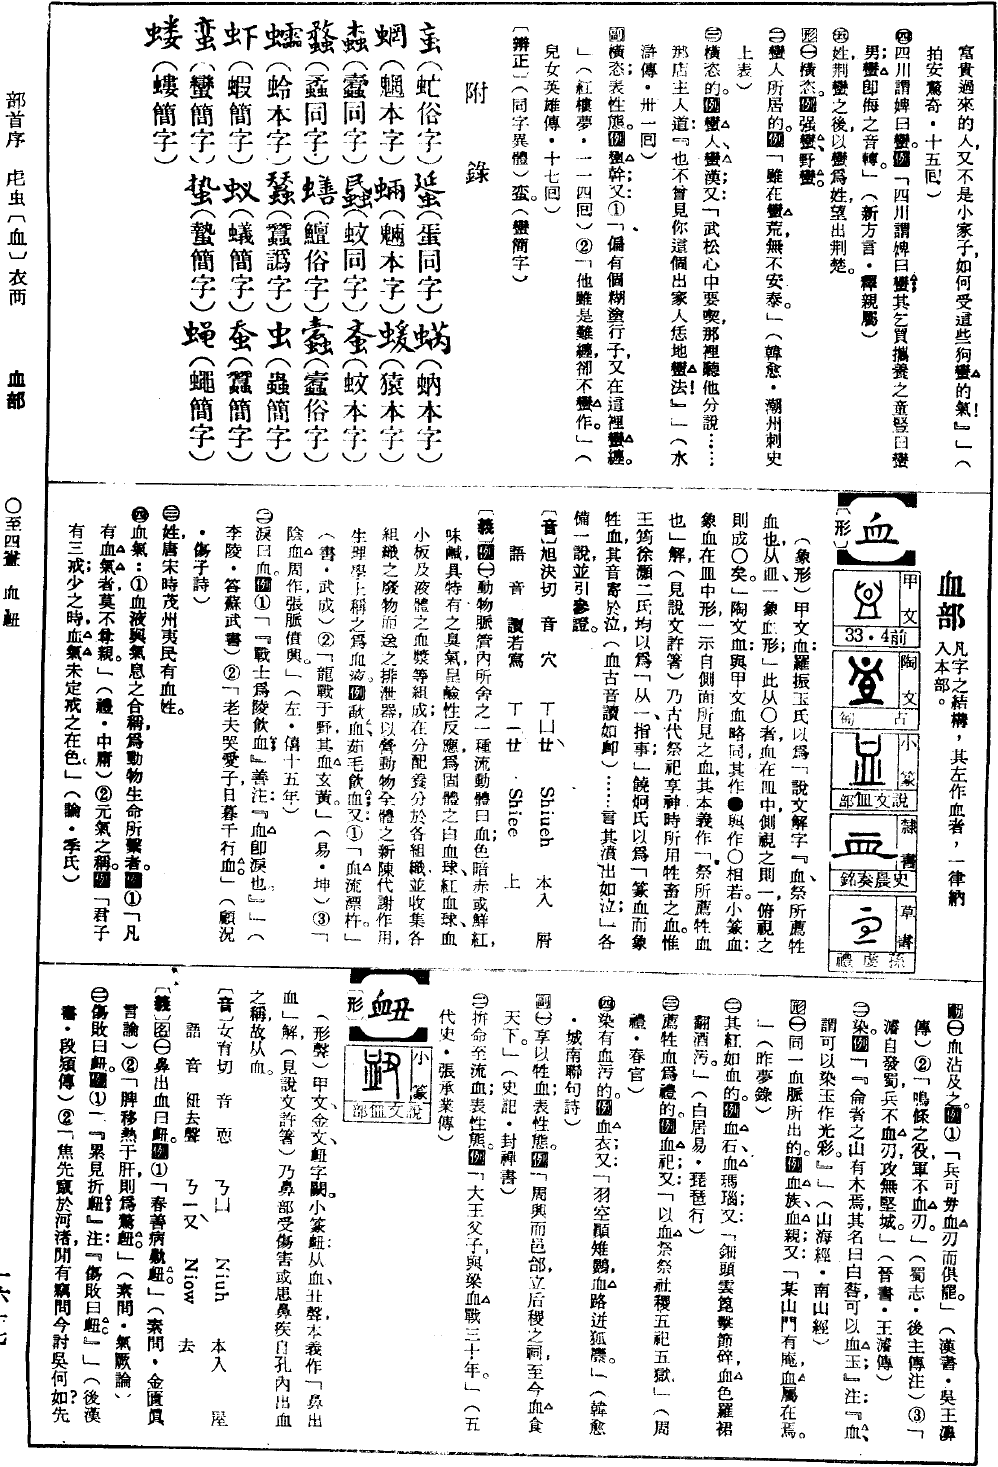 富貴過來的人,又不是小家子,如何受這些狗蠻的氣!』」(
拍安驚奇・十五回)
㊃四川謂婢曰蠻。例「四川謂婢曰蠻,其乞買攜養之童豎曰蠻
男;蠻卽侮之音轉。」(新方言・釋親屬)
㊄姓,荆蠻之後,以蠻爲姓,望出荆楚。
形㊀橫恣。例强蠻、野蠻。
㊁蠻人所居的。例「雖在蠻荒,無不安泰。」(韓愈・潮州刺史
上表)
㊂橫恣的。例蠻人、蠻漢;又「武松心中要喫,那裡聽他分說……
那店主人道:『也不曾見你這個出家人恁地蠻法!』」(水
滸傳・卅一回)
副橫恣;表性態。例蠻幹;又:①「偏有個糊塗行子,又在這裡蠻纏。
」(紅樓夢・一一四回)②「他雖是難纏,卻不蠻作。」(
兒女英雄傳・十七回)
〔辨正〕(同字異體)蛮(蠻簡字)
附錄
䖟(虻俗字)蜑(蛋同字)蚋(蚋本字)
蝄(魍本字)蜽(魎本字)蝯(猿本字)
螙(蠹同字)蟁(蚊同字)
蝥(蟊同字)蟮(鱣俗字)蠧(蠹俗字)
蠕(蛉本字)蝅(蠶譌字)虫(蟲簡字)
虾(蝦簡字)蚁(蟻簡字)蚕(蠶簡字)
蛮(蠻簡字)蛰(蟄簡字)蝇(蠅簡字)
蝼(螻簡字)
血部 凡字之結構,其左作血者,一律納
入本部。
血
甲文 33・4前
陶文 古匋
小篆 說文血部
隸書 史晨奏銘
草書 孫虔禮
〔形〕
(象形)甲文血,羅振玉氏以爲:「說文解字:『血,祭所薦牲
血也,从皿,一象血形』;此从〇者,血在皿中,側視之則一,俯視之
則成〇矣。」陶文血,與甲文血略同,其作●與作〇相若。小篆血:
象血在皿中形,一示自側面所見之血,其本義作「祭所薦牲血
也」解(見說文許箸),乃古代祭祀享神時所用牲畜之血。惟
王筠徐灝二氏均以爲「从一,指事」;饒炯氏以爲「篆血而象
牲血,其音寄於泣(血古音讀如卹)……言其濆出如泣」;各
備一說,並引參證。
〔音〕旭決切 音穴 ㄒㄩㄝˋ Shiueh 本入 屑
語音 讀若寫 ㄒㄧㄝ Shiee 上
〔義〕名㊀動物脈管內所含之一種流動體曰血;色暗赤或鮮紅,
味鹹,具特有之臭氣,呈鹼性反應;爲固體之白血球、紅血球、血
小板及液體之血漿等組成,在分配養分於各組織,並收集各
組織之廢物而送之排泄器,以營動物全體之新陳代謝作用,
生理學上稱之爲血液。例歃血、茹毛飲血;又:①「血流漂杵。」
(書・武成)②「龍戰于野,其血玄黃。」(易・坤)③「
陰血周作,張脈僨興。」(左・僖十五年)
㊁淚曰血。例①「『戰士爲陵飲血』善注:『血卽淚也。』」(
李陵・答蘇武書)②「老夫哭愛子,日暮千行血。」(顧況
・傷子詩)
㊂姓,唐宋時茂州夷民有血姓。
㊃血氣:①血液與氣息之合稱,爲動物生命所繫者。例①「凡
有血氣者,莫不尊親。」(禮・中庸)②元氣之稱。例「君子
有三戒;少之時,血氣未定,戒之在色。」(論・季氏)
動㊀血沾及之。例①「兵可毋血刃而俱罷。」(漢書・吳王濞
傳)②「鳴條之役,軍不血刃。」(蜀志・後主傳注)③「
濬自發蜀,兵不血刃,攻無堅城。」(晉書・王濬傳)
㊁染。例「『侖者之山有木焉,其名曰白䓘,可以血玉』注:『血,
謂可以染玉作光彩。』」(山海經・南山經)
形㊀同一血脈所出的。例血族、血親;又「某山門有庵,血屬在焉。
」(昨夢錄)
㊁其紅如血的。例血石、血瑪瑙;又「鈿頭雲篦擊節碎,血色羅裙
翻酒汚。」(白居易・琵琶行)
㊂薦牲血爲禮的。例血祀;又「以血祭祭社稷五祀五嶽。」(周
禮・春官)
㊃染有血汚的。例血衣;又「羽空顚雉鷃,血路迸狐麖。」(韓愈
・城南聯句詩)
副㊀享以牲血;表性態。例「周興而邑邰,立后稷之祠,至今血食
天下。」(史記・封禪書)
㊁拚命至流血;表性態。例「大王父子與梁血戰三十年。」(五
代史・張承業傳)
衄
小篆 說文血部
〔形〕
(形聲)甲文、金文衄字闕。小篆衄:从血,丑聲,本義作「鼻出
血」解(見說文許箸),乃鼻部受傷害或患鼻疾自孔內出血
之稱,故从血。
〔音〕女育切 音恧 ㄋㄩˋ Niuh 本入 屋
語音 鈕去聲 ㄋㄧㄡˋ Niow 去
〔義〕名㊀鼻出血曰衄。例①「春善病鼽衄。」(素問・金匱眞
言論)②「脾移熱于肝,則爲驚衄。」(素問・氣厥論)
㊁傷敗曰衄。例①「『累見折衄』注:『傷敗曰衄。』」(後漢
書・段熲傳)②「焦先竄於河渚間,有竊問今討吳何如?先
部首序 虍虫〔血〕衣襾 血部 〇至四畫 血衄 一六三七